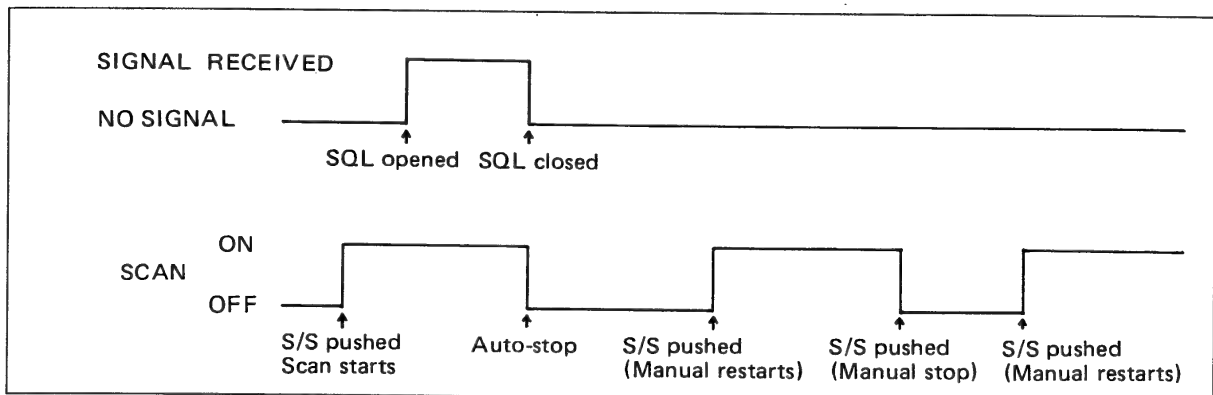 SIGNAL RECEIVED
NO SIGNAL
SQL opened
SQL closed
ON
SCAN
OFF
S/S pushed
Scan starts
Auto-stop
S/S pushed
(Manual restarts)
S/S pushed
(Manual stop)
S/S pushed
(Manual restarts)